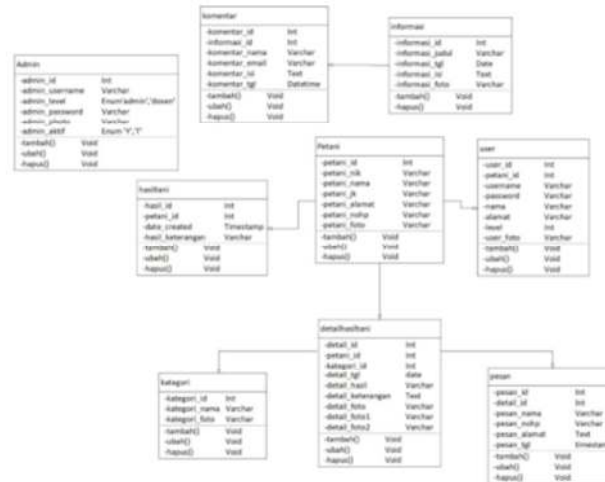 komentar
-komentar_id Int
-informasi_id Int
-komentar_nama Varchar
-komentar_email Varchar
-komentar_isi Text
-komentar_tgl Datetime
-tambah() Void
-ubah() Void
-hapus() Void
informasi
-informasi_id Int
-informasi_judul Varchar
-informasi_tgl Date
-informasi_isi Text
-informasi_foto Varchar
-tambah() Void
-hapus() Void
Admin
-admin_id Int
-admin_username Varchar
-admin_level Enum'admin','dosen'
-admin_password Varchar
-admin_photo Varchar
-admin_aktif Enum 'Y','T'
-tambah() Void
-ubah() Void
-hapus() Void
hasiltani
-hasil_id Int
-petani_id Int
-date_created Timestamp
-hasil_keterangan Varchar
-tambah() Void
-ubah() Void
-hapus() Void
Petani
-petani_id Int
-petani_nik Varchar
-petani_nama Varchar
-petani_jk Varchar
-petani_alamat Varchar
-petani_nohp Varchar
-petani_foto Varchar
-tambah() Void
-ubah() Void
-hapus() Void
user
-user_id Int
-petani_id Int
-username Varchar
-password Varchar
-nama Varchar
-alamat Varchar
-level Int
-user_foto Varchar
-tambah() Void
-ubah() Void
-hapus() Void
detailhasiltani
-detail_id Int
-petani_id Int
-kategori_id Int
-detail_tgl date
-detail_hasil Varchar
-detail_keterangan Text
-detail_foto Varchar
-detail_foto1 Varchar
-detail_foto2 Varchar
-tambah() Void
-ubah() Void
-hapus() Void
kategori
-kategori_id Int
-kategori_nama Varchar
-kategori_foto Varchar
-tambah() Void
-ubah() Void
-hapus() Void
pesan
-pesan_id Int
-detail_id Int
-pesan_nama Varchar
-pesan_nohp Varchar
-pesan_alamat Text
-pesan_tgl
-tambah() Void
-ubah() Void
-hapus() Void